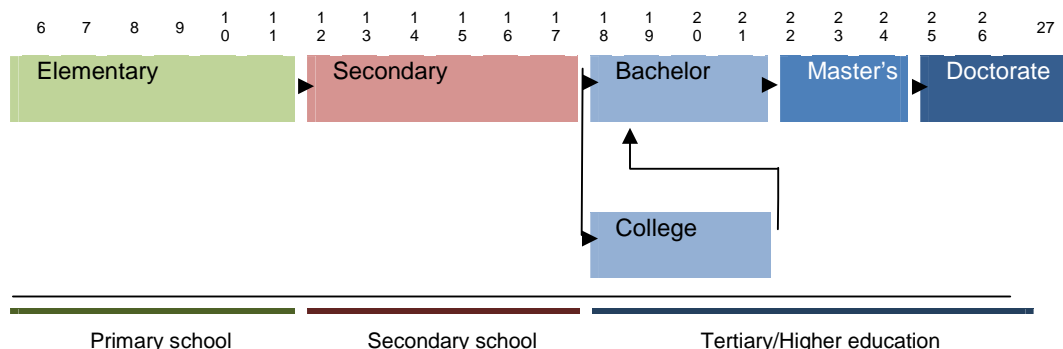 6 7 8 9 10 11 12 13 14 15 16 17 18 19 20 21 22 23 24 25 26 27
Elementary Secondary Bachelor Master’s Doctorate
College
Primary school Secondary school Tertiary/Higher education